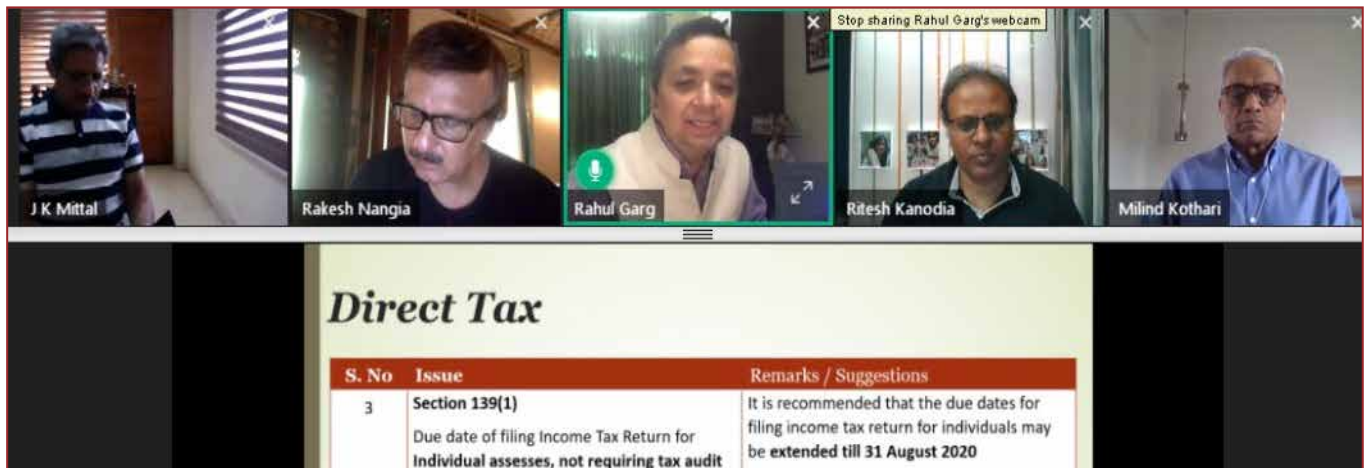 Stop sharing Rahul Garg's webcam
J K Mittal
Rakesh Nangia
Rahul Garg
Ritesh Kanodia
Milind Kothari
Direct Tax
S. No Issue Remarks / Suggestions
3 Section 139(1) It is recommended that the due dates for
Due date of filing Income Tax Return for filing income tax return for individuals may
Individual assesses, not requiring tax audit be extended till 31 August 2020